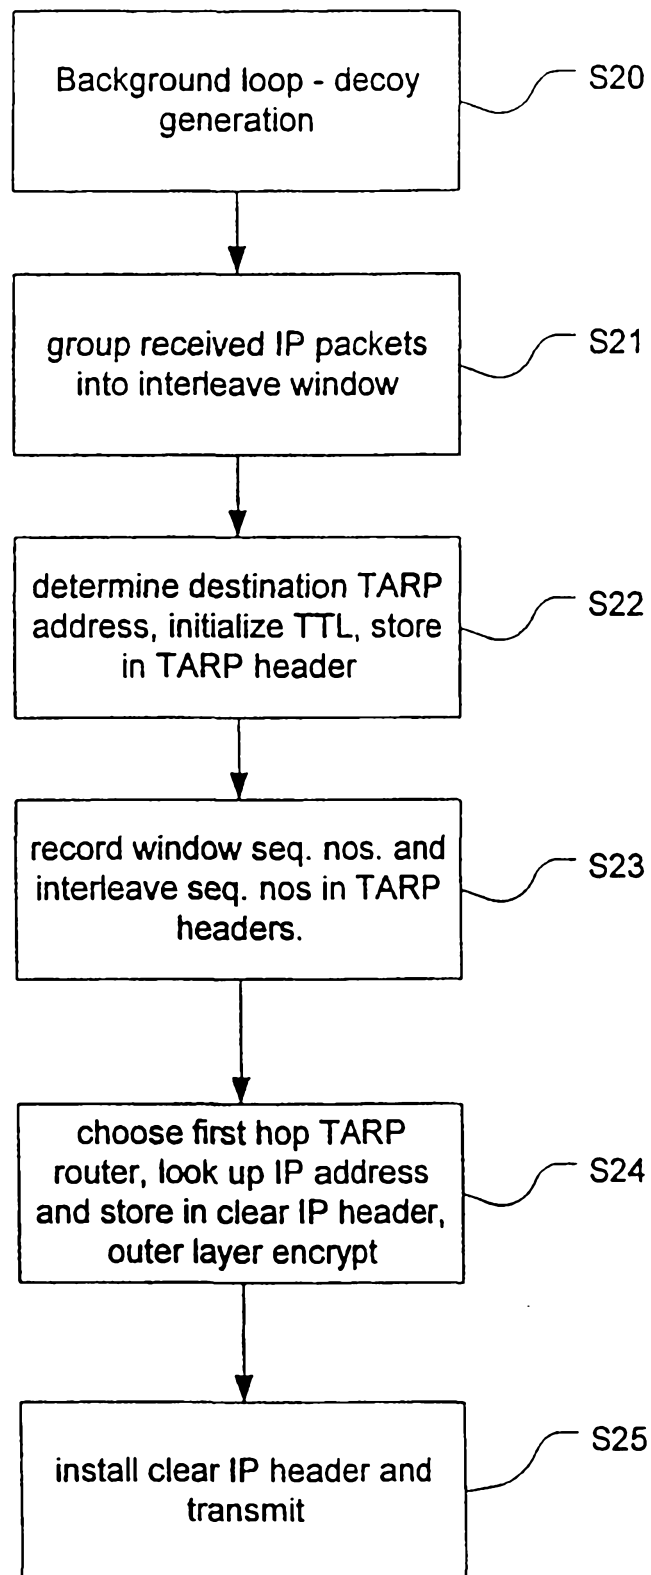 Background loop - decoy
generation
S20
group received IP packets
into interleave window
S21
determine destination TARP
address, initialize TTL, store
in TARP header
S22
record window seq. nos. and
interleave seq. nos in TARP
headers.
S23
choose first hop TARP
router, look up IP address
and store in clear IP header,
outer layer encrypt
S24
install clear IP header and
transmit
S25